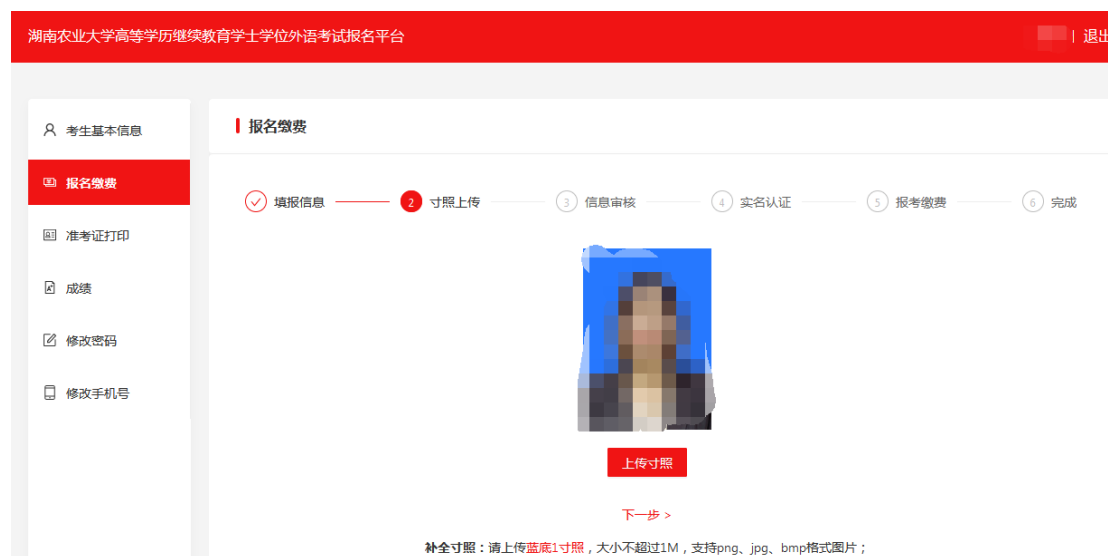 湖南农业大学高等学历继续教育学士学位外语考试报名平台
| 退出
考生基本信息
报名缴费
准考证打印
成绩
修改密码
修改手机号
报名缴费
填报信息 2 寸照上传 3 信息审核 4 实名认证 5 报考缴费 6 完成
上传寸照
下一步 >
补全寸照：请上传蓝底1寸照，大小不超过1M，支持png、jpg、bmp格式图片；